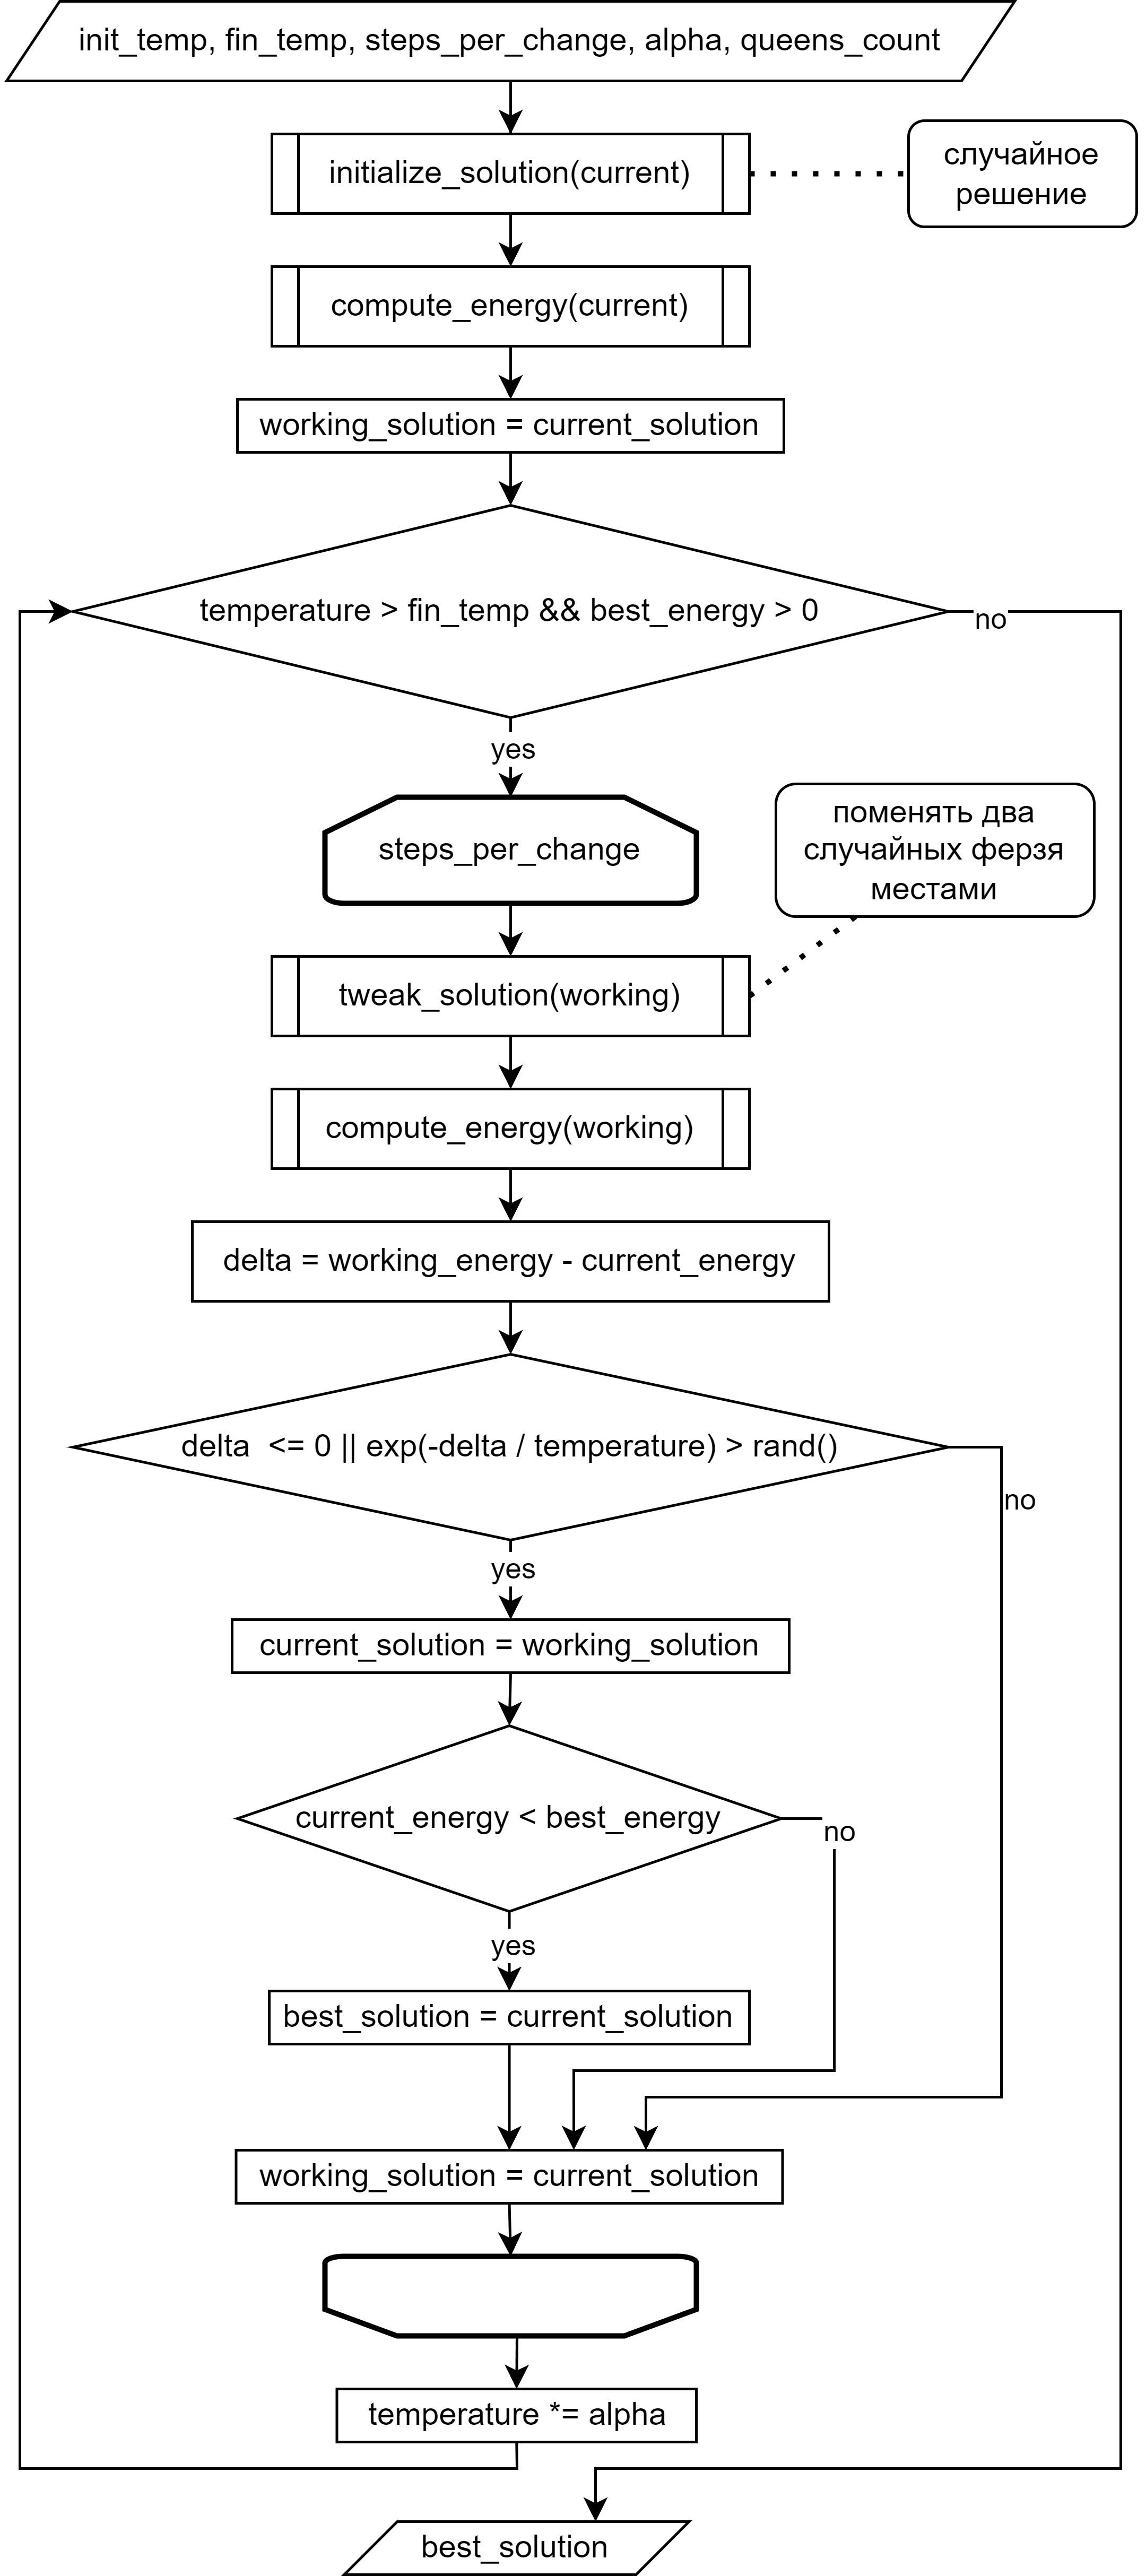 init_temp, fin_temp, steps_per_change, alpha, queens_count
initialize_solution(current)
случайное
решение
compute_energy(current)
working_solution = current_solution
temperature > fin_temp && best_energy > 0
no
yes
steps_per_change
поменять два
случайных ферзя
местами
tweak_solution(working)
compute_energy(working)
delta = working_energy - current_energy
delta  <= 0 || exp(-delta / temperature) > rand()
no
yes
current_solution = working_solution
current_energy < best_energy
no
yes
best_solution = current_solution
working_solution = current_solution
temperature *= alpha
best_solution